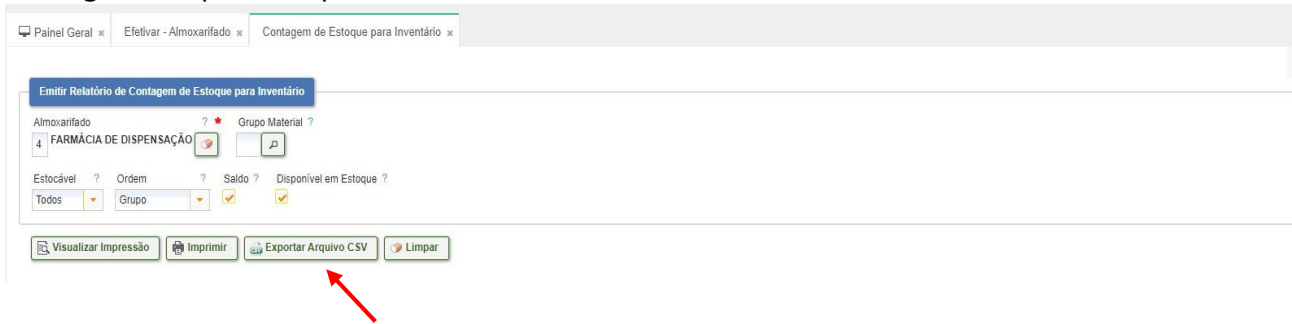 Painel Geral × Efetivar - Almoxarifado × Contagem de Estoque para Inventário ×
Emitir Relatório de Contagem de Estoque para Inventário
Almoxarifado ? * Grupo Material ?
4 FARMÁCIA DE DISPENSAÇÃO
Estocável ? Ordem ? Saldo ? Disponível em Estoque ?
Todos Grupo
Visualizar Impressão Imprimir Exportar Arquivo CSV Limpar